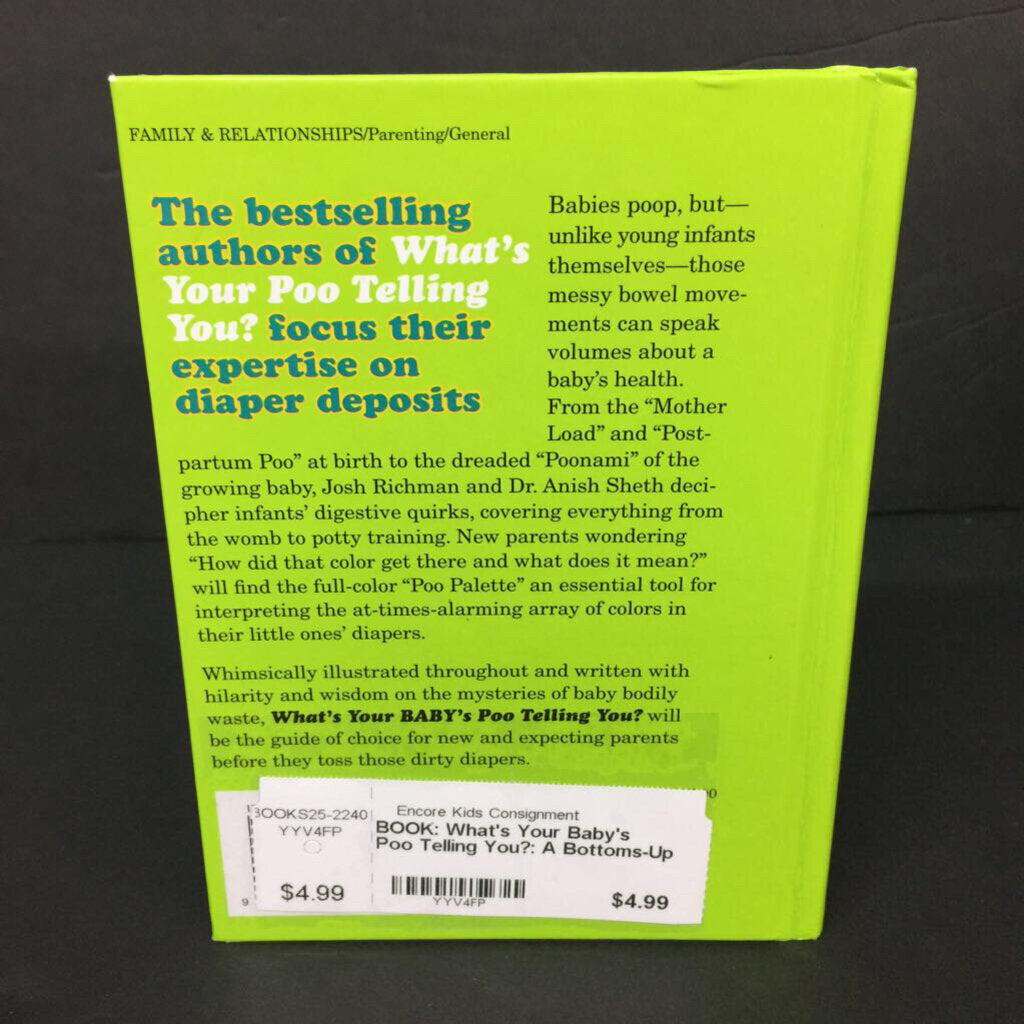 FAMILY & RELATIONSHIPS/Parenting/General
The bestselling
authors of What's
Your Poo Telling
You? focus their
expertise on
diaper deposits
Babies poop, but—
unlike young infants
themselves—those
messy bowel move-
ments can speak
volumes about a
baby's health.
From the “Mother
Load” and “Post-
partum Poo” at birth to the dreaded “Poonami” of the
growing baby, Josh Richman and Dr. Anish Sheth deci-
pher infants' digestive quirks, covering everything from
the womb to potty training. New parents wondering
“How did that color get there and what does it mean?”
will find the full-color “Poo Palette” an essential tool for
interpreting the at-times-alarming array of colors in
their little ones' diapers.
Whimsically illustrated throughout and written with
hilarity and wisdom on the mysteries of baby bodily
waste, What's Your BABY's Poo Telling You? will
be the guide of choice for new and expecting parents
before they toss those dirty diapers.
BOOKS25-2240
YYV4FP
$4.99
Encore Kids Consignment
BOOK: What's Your Baby's
Poo Telling You?: A Bottoms-Up
YYV4FP
$4.99
9